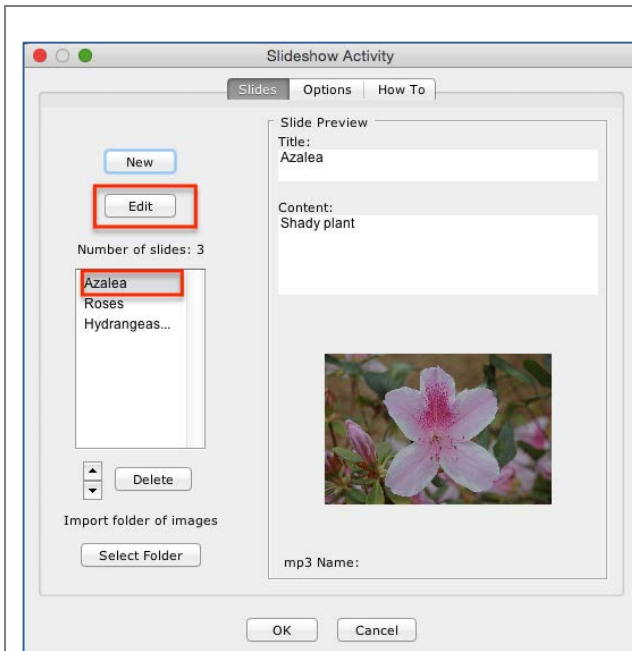 Slideshow Activity
Slides Options How To
New
Edit
Number of slides: 3
Azalea
Roses
Hydrangeas...
Delete
Import folder of images
Select Folder
Slide Preview
Title:
Azalea
Content:
Shady plant
mp3 Name:
OK Cancel